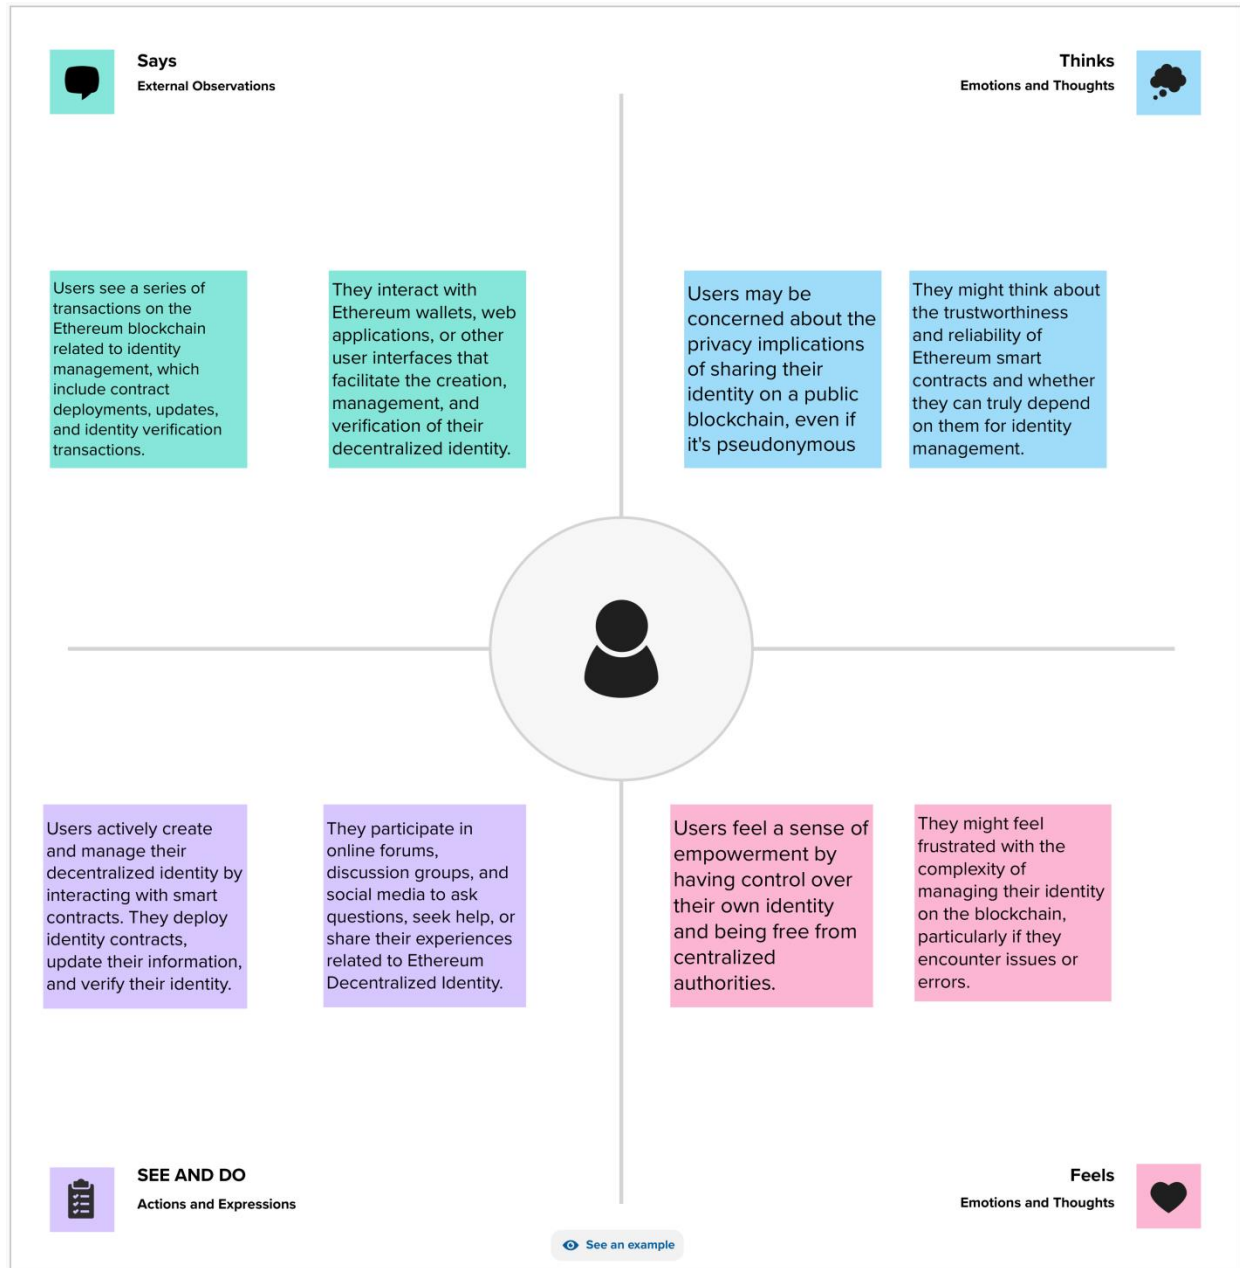 Says
External Observations
Thinks
Emotions and Thoughts
Users see a series of
transactions on the
Ethereum blockchain
related to identity
management, which
include contract
deployments, updates,
and identity verification
transactions.
They interact with
Ethereum wallets, web
applications, or other
user interfaces that
facilitate the creation,
management, and
verification of their
decentralized identity.
Users may be
concerned about the
privacy implications
of sharing their
identity on a public
blockchain, even if
it's pseudonymous
They might think about
the trustworthiness
and reliability of
Ethereum smart
contracts and whether
they can truly depend
on them for identity
management.
Users actively create
and manage their
decentralized identity by
interacting with smart
contracts. They deploy
identity contracts,
update their information,
and verify their identity.
They participate in
online forums,
discussion groups, and
social media to ask
questions, seek help, or
share their experiences
related to Ethereum
Decentralized Identity.
Users feel a sense of
empowerment by
having control over
their own identity
and being free from
centralized
authorities.
They might feel
frustrated with the
complexity of
managing their identity
on the blockchain,
particularly if they
encounter issues or
errors.
SEE AND DO
Actions and Expressions
Feels
Emotions and Thoughts
See an example